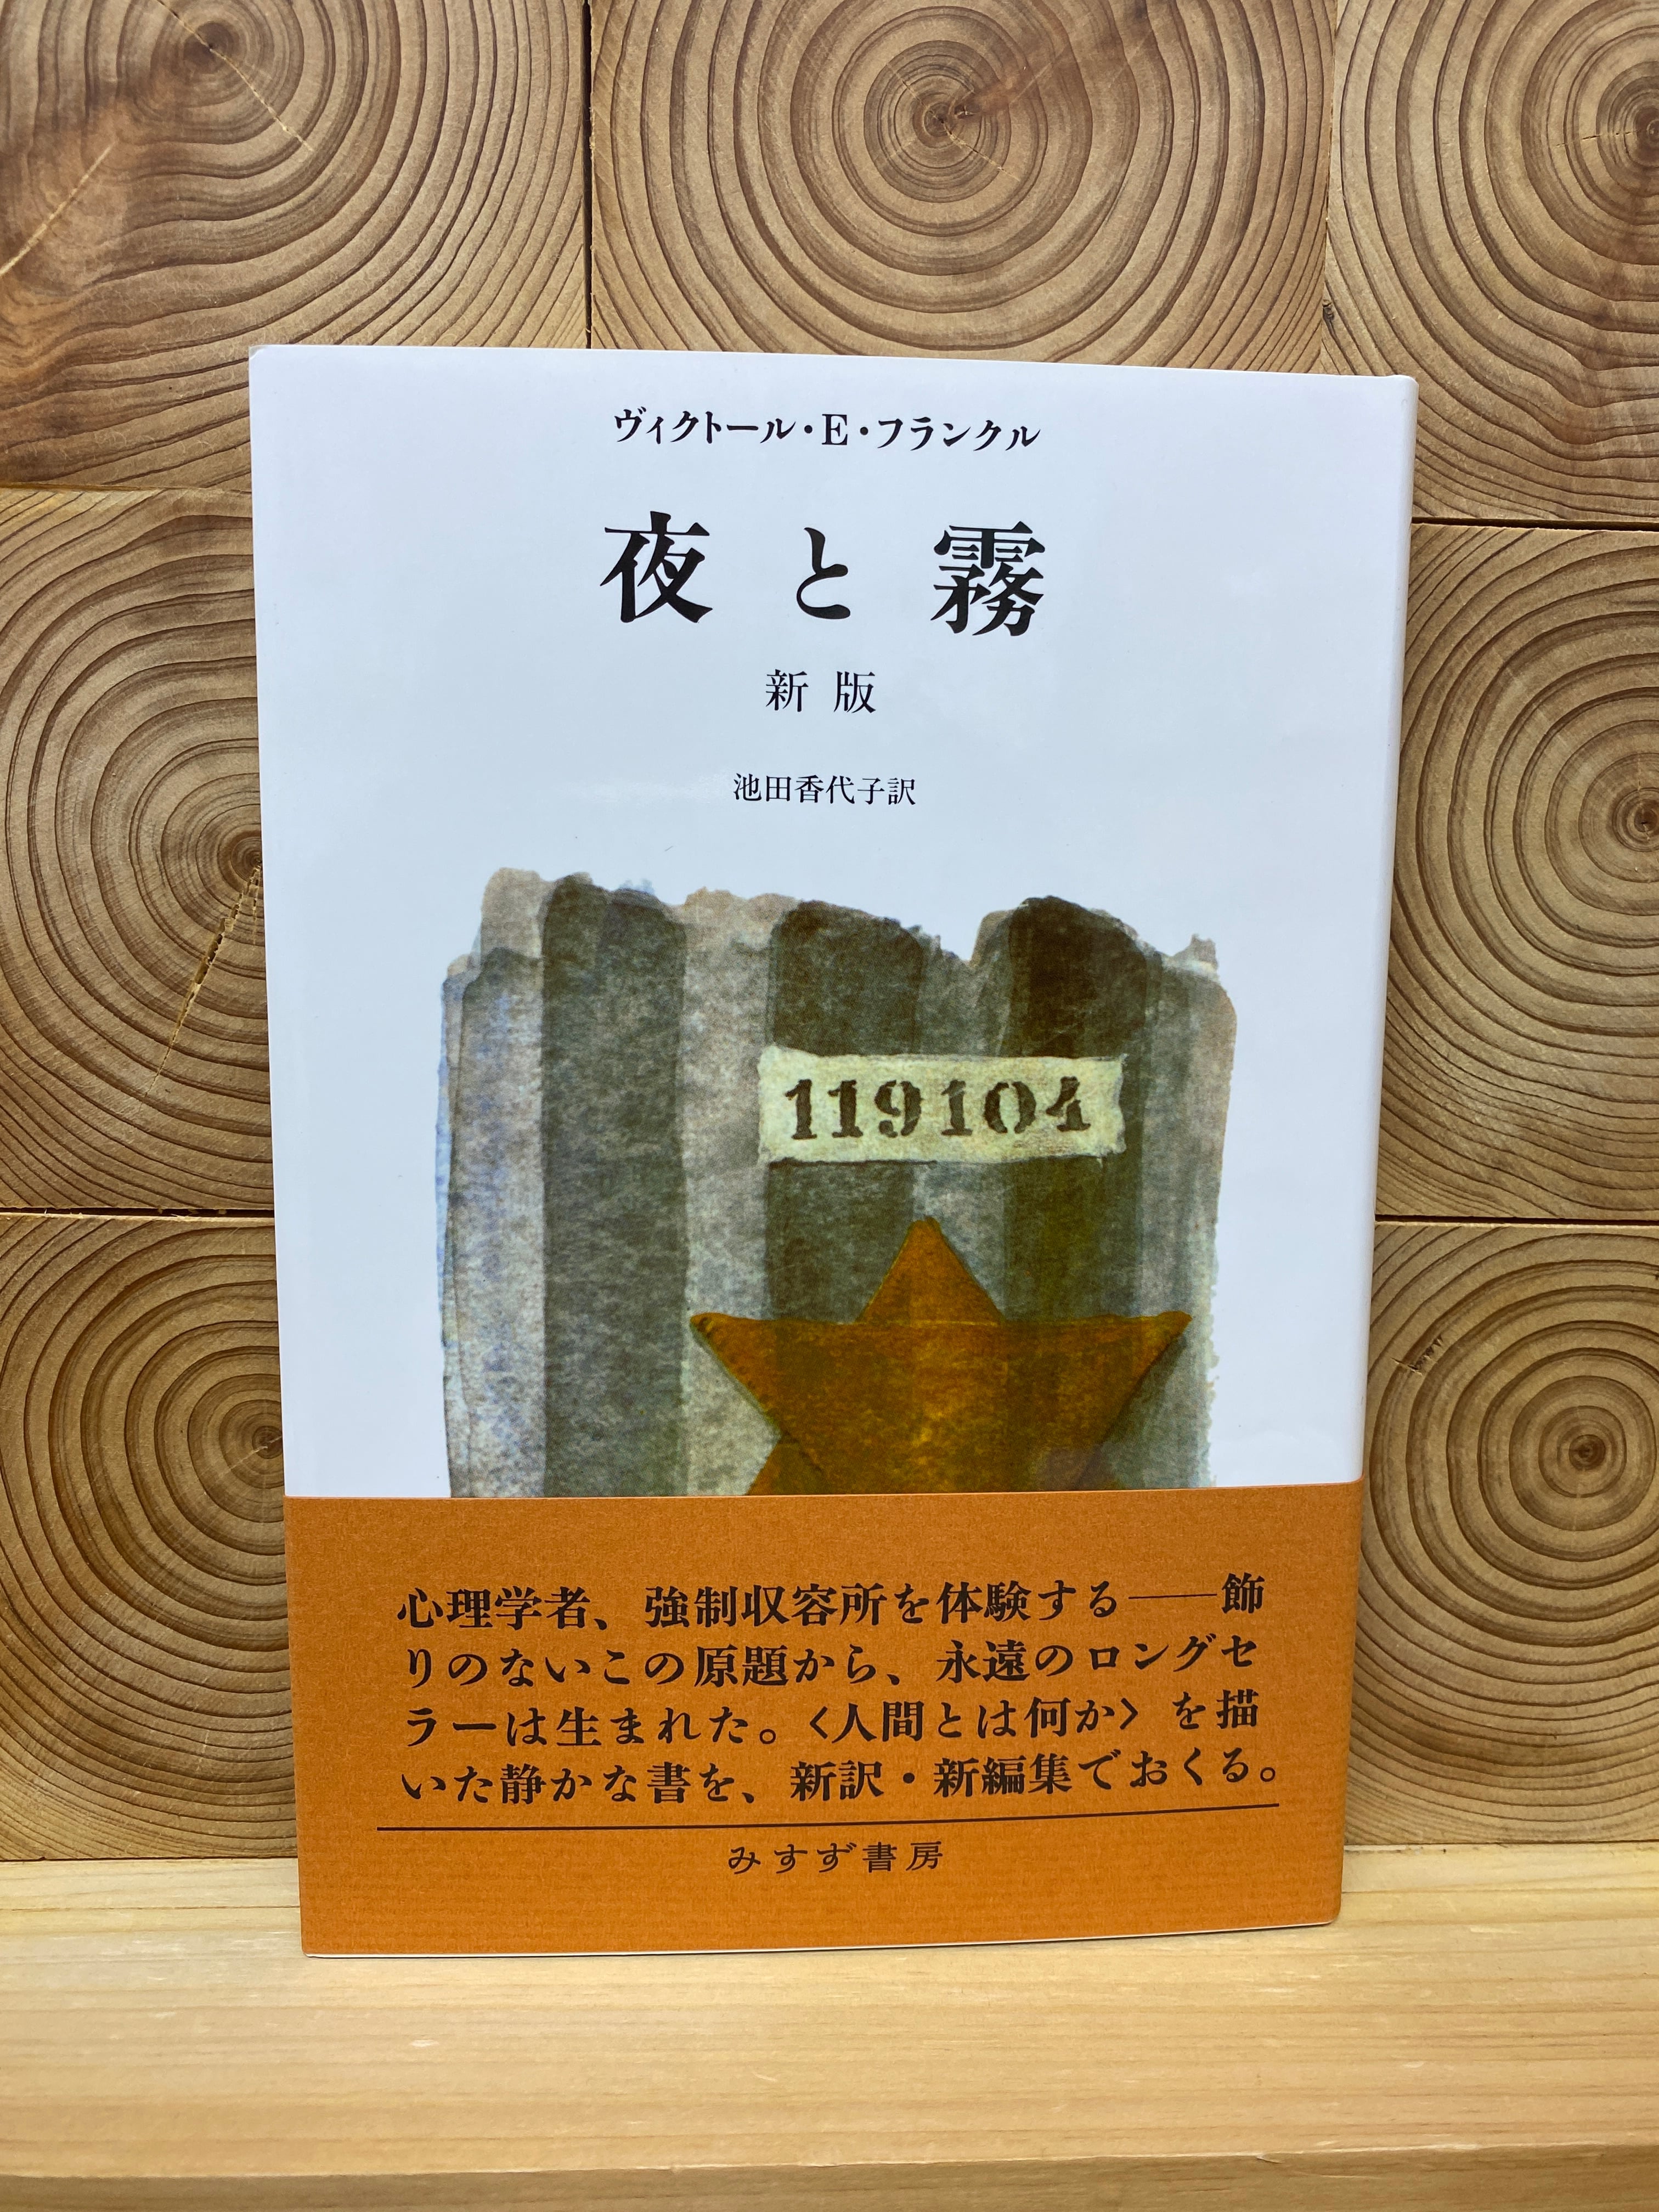 ヴィクトール・E・フランクル
夜と霧
新版
池田香代子訳
119104
心理学者、強制収容所を体験する――飾
りのないこの原題から、永遠のロングセ
ラーは生まれた。〈人間とは何か〉を描
いた静かな書を、新訳・新編集でおくる。
みすず書房